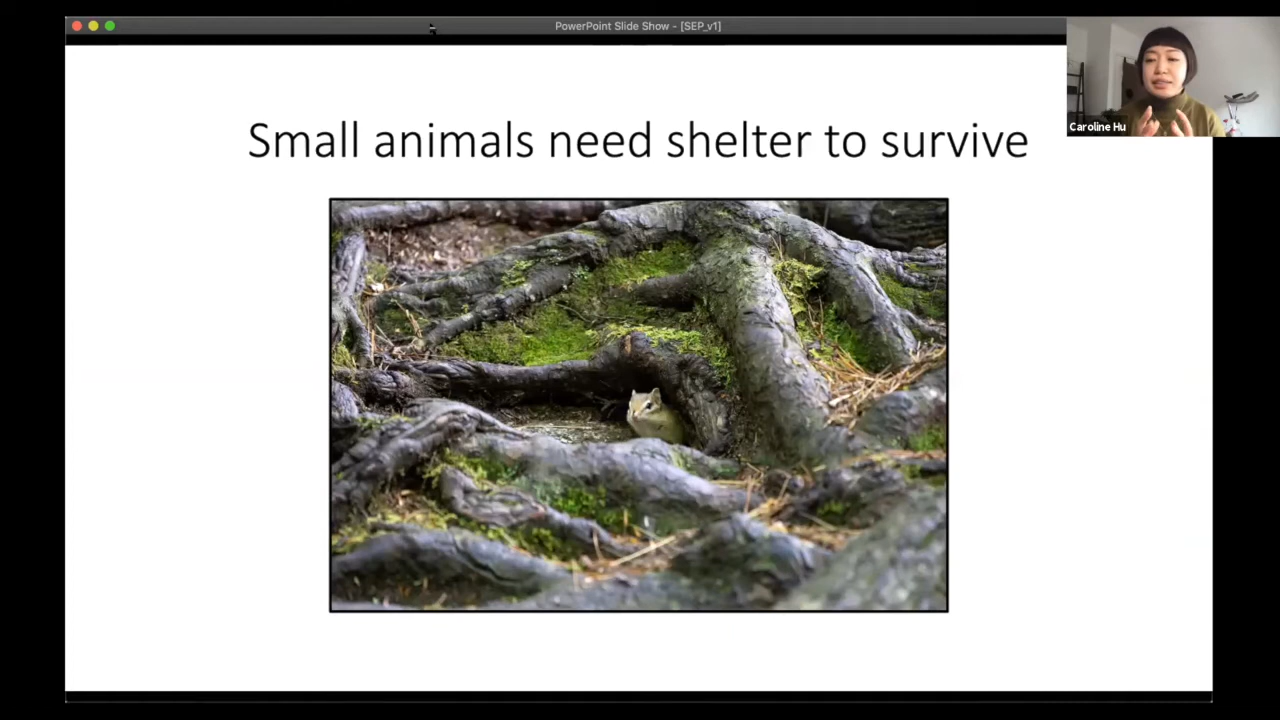 PowerPoint Slide Show - [SEP_v1]
Caroline Hu
Small animals need shelter to survive